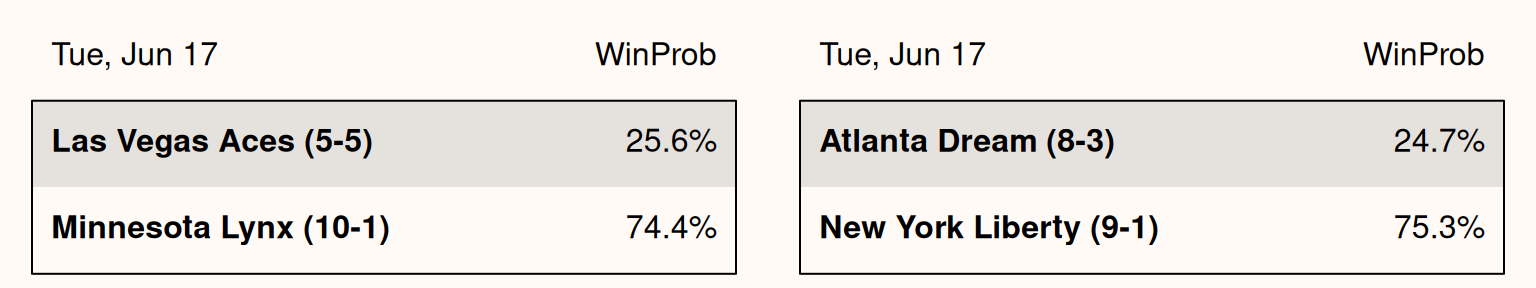 Tue, Jun 17 WinProb
Las Vegas Aces (5-5) 25.6%
Minnesota Lynx (10-1) 74.4%
Tue, Jun 17 WinProb
Atlanta Dream (8-3) 24.7%
New York Liberty (9-1) 75.3%